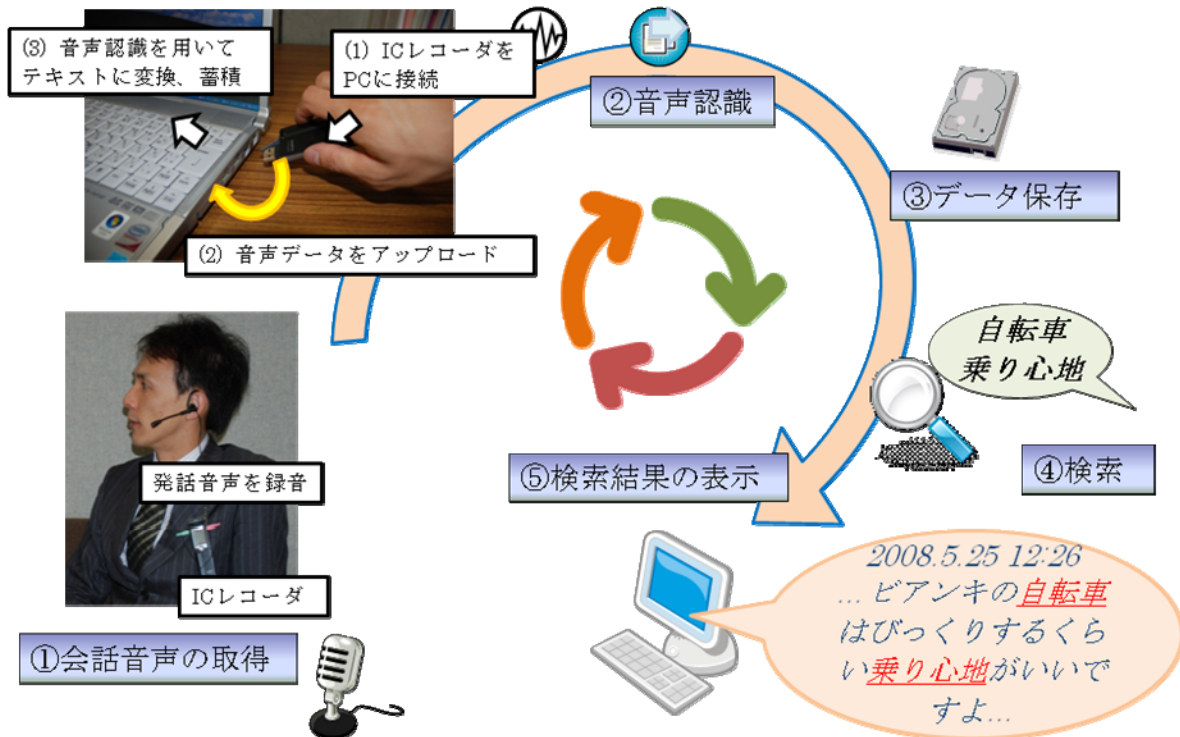 (3) 音声認識を用いて
テキストに変換、蓄積
(1) ICレコーダを
PCに接続
(2) 音声データをアップロード
②音声認識
③データ保存
自転車
乗り心地
④検索
⑤検索結果の表示
2008.5.25 12:26
... ビアンキの自転車
はびっくりするくら
い乗り心地がいいで
すよ...
発話音声を録音
ICレコーダ
①会話音声の取得